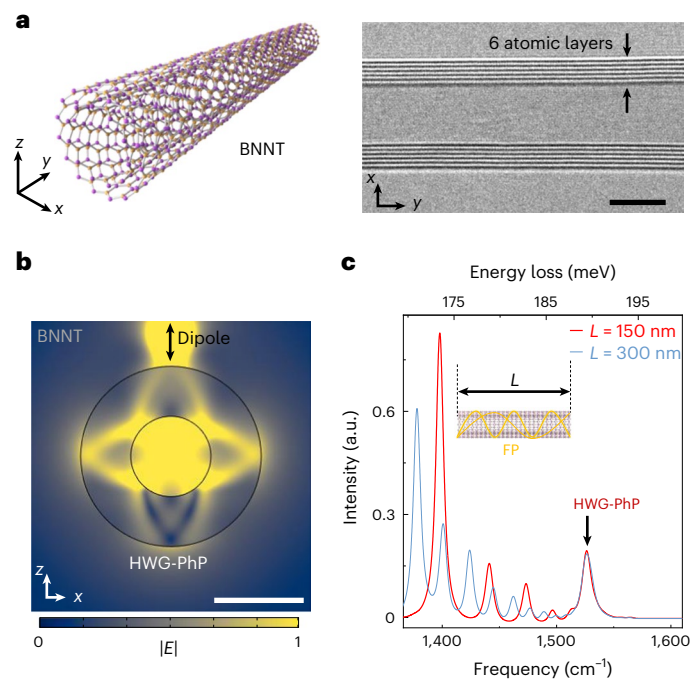 a
BNNT
z
y
x
6 atomic layers
x
y
b
BNNT
Dipole
HWG-PhP
z
x
0
1
|E|
c
Energy loss (meV)
175
185
195
L = 150 nm
L = 300 nm
L
FP
HWG-PhP
Intensity (a.u.)
0.6
0.3
0
1,400
1,500
1,600
Frequency (cm⁻¹)